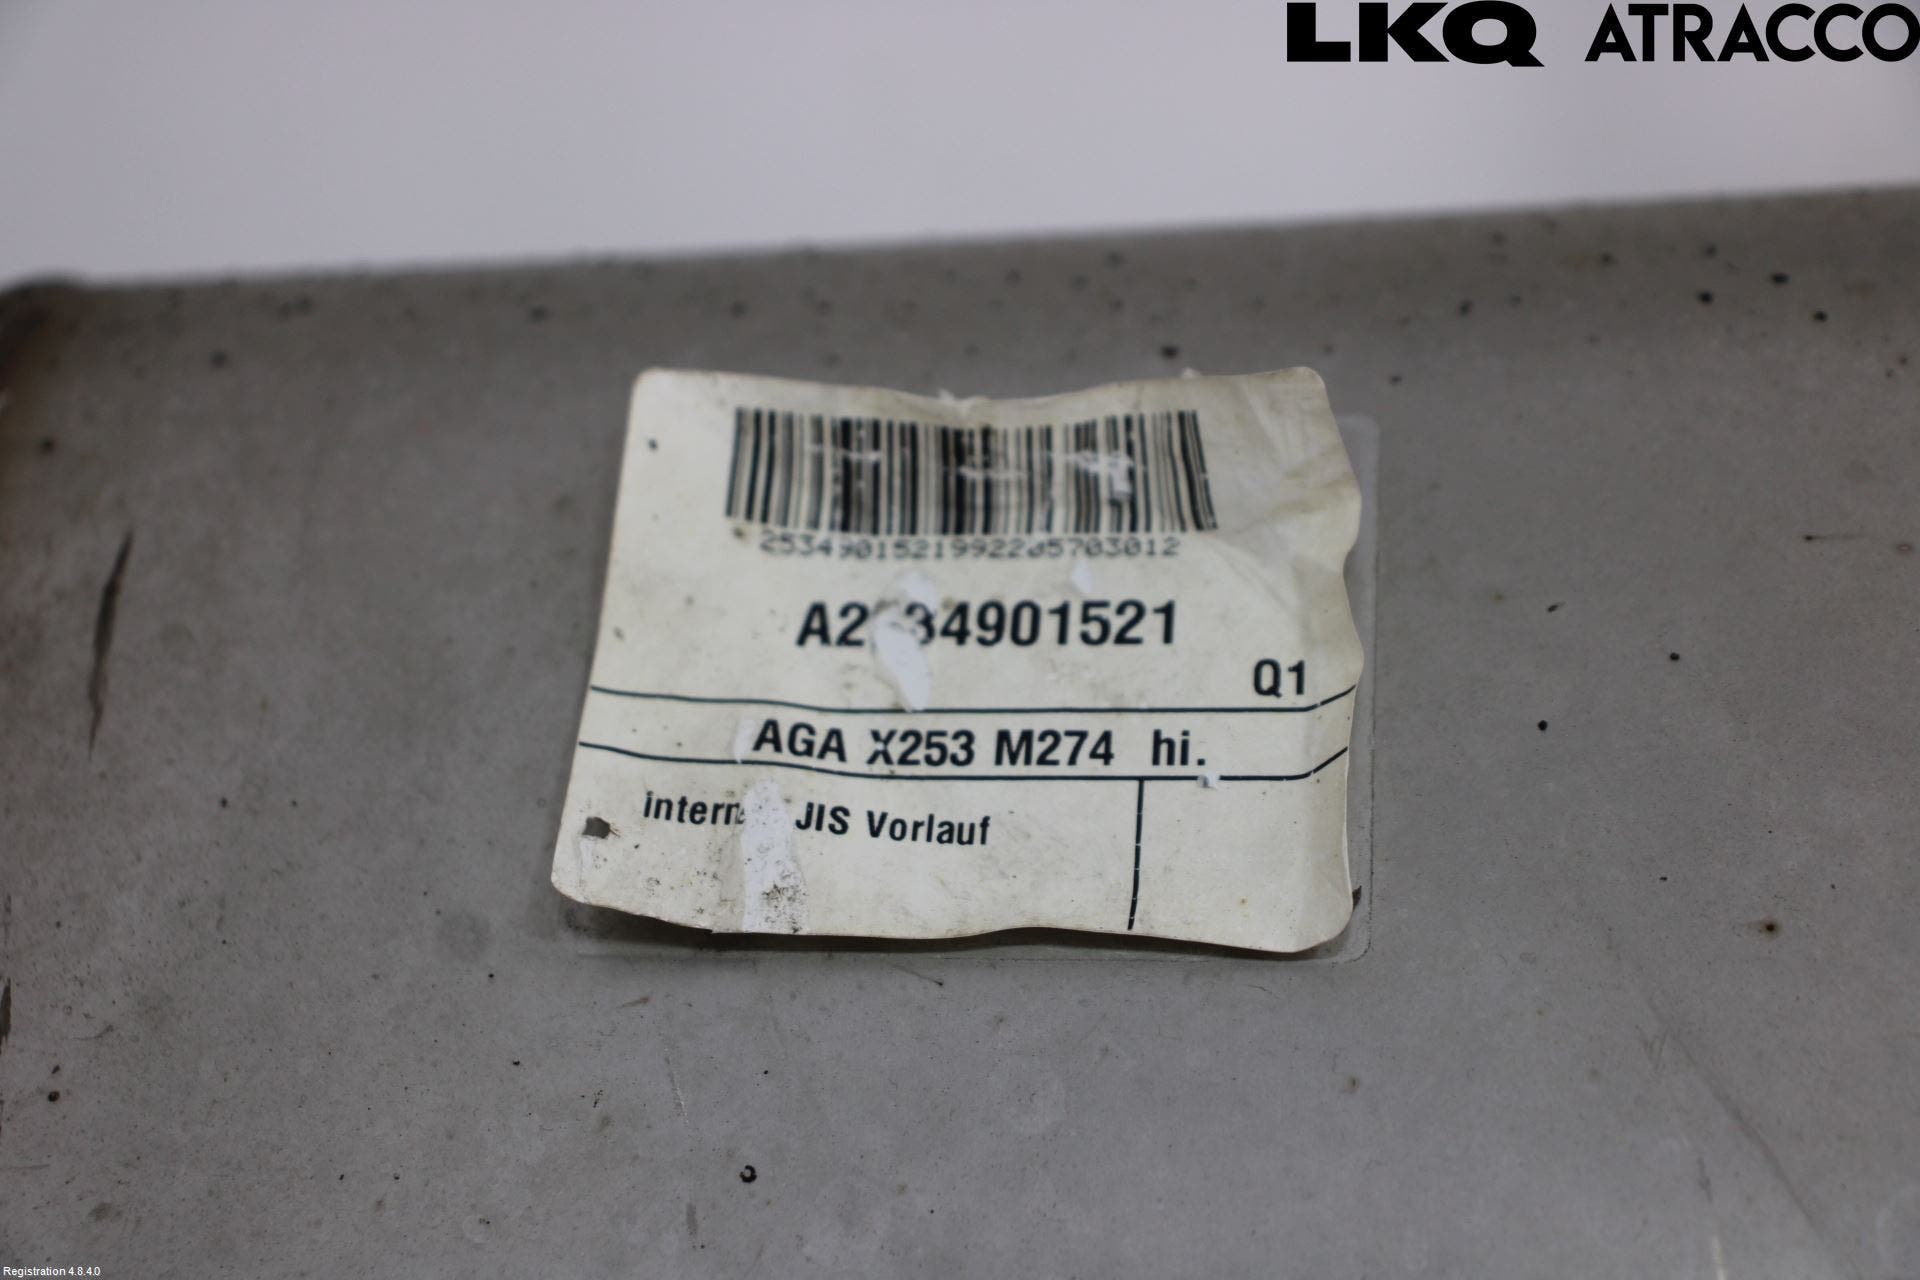 LKQ ATRACCO
2534901521992205703012
A2 34901521
Q1
AGA X253 M274 hi.
JIS Vorlauf
Registration 4.8.4.0